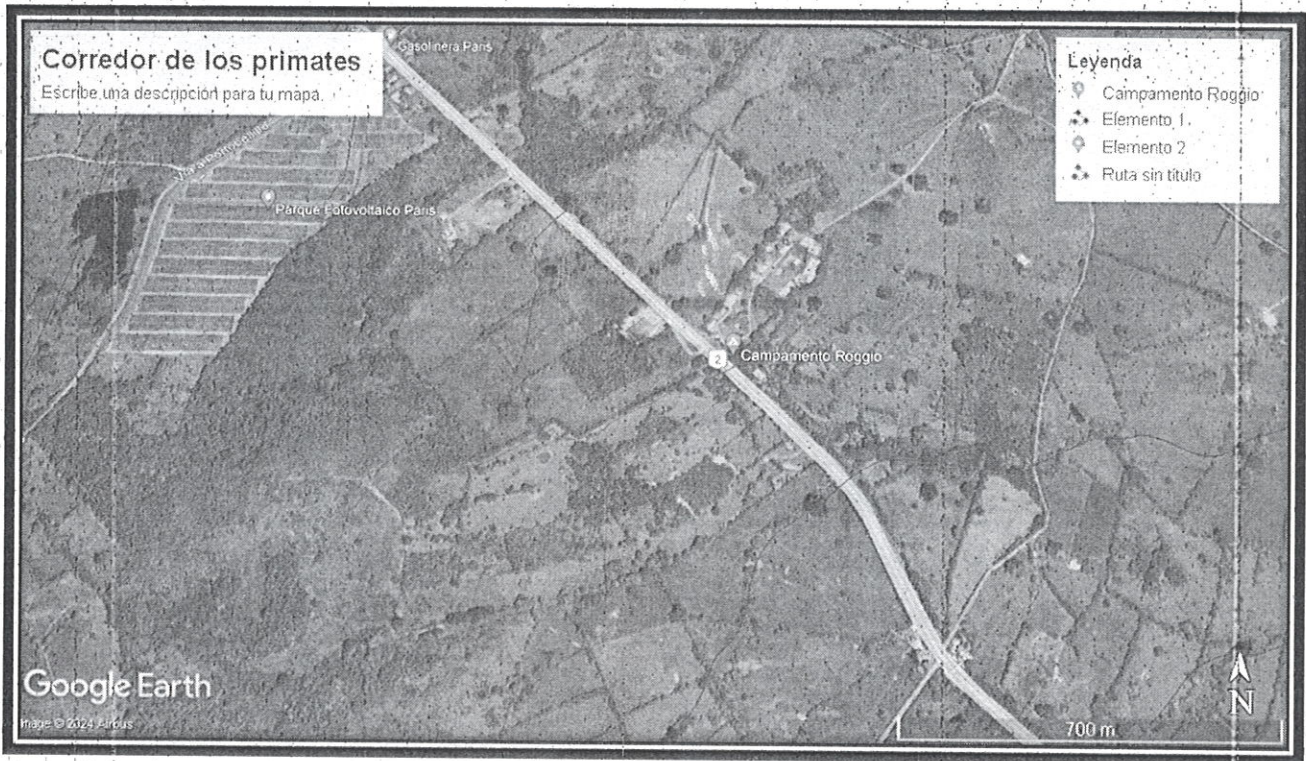 Corredor de los primates
Escribe una descripción para tu mapa.
Gasolinera Paris
Leyenda
Campamento Roggio
Elemento 1
Elemento 2
Ruta sin título
Parque Fotovoltaico Paris
2
Campamento Roggio
Google Earth
Image © 2024 Airbus
N
700 m